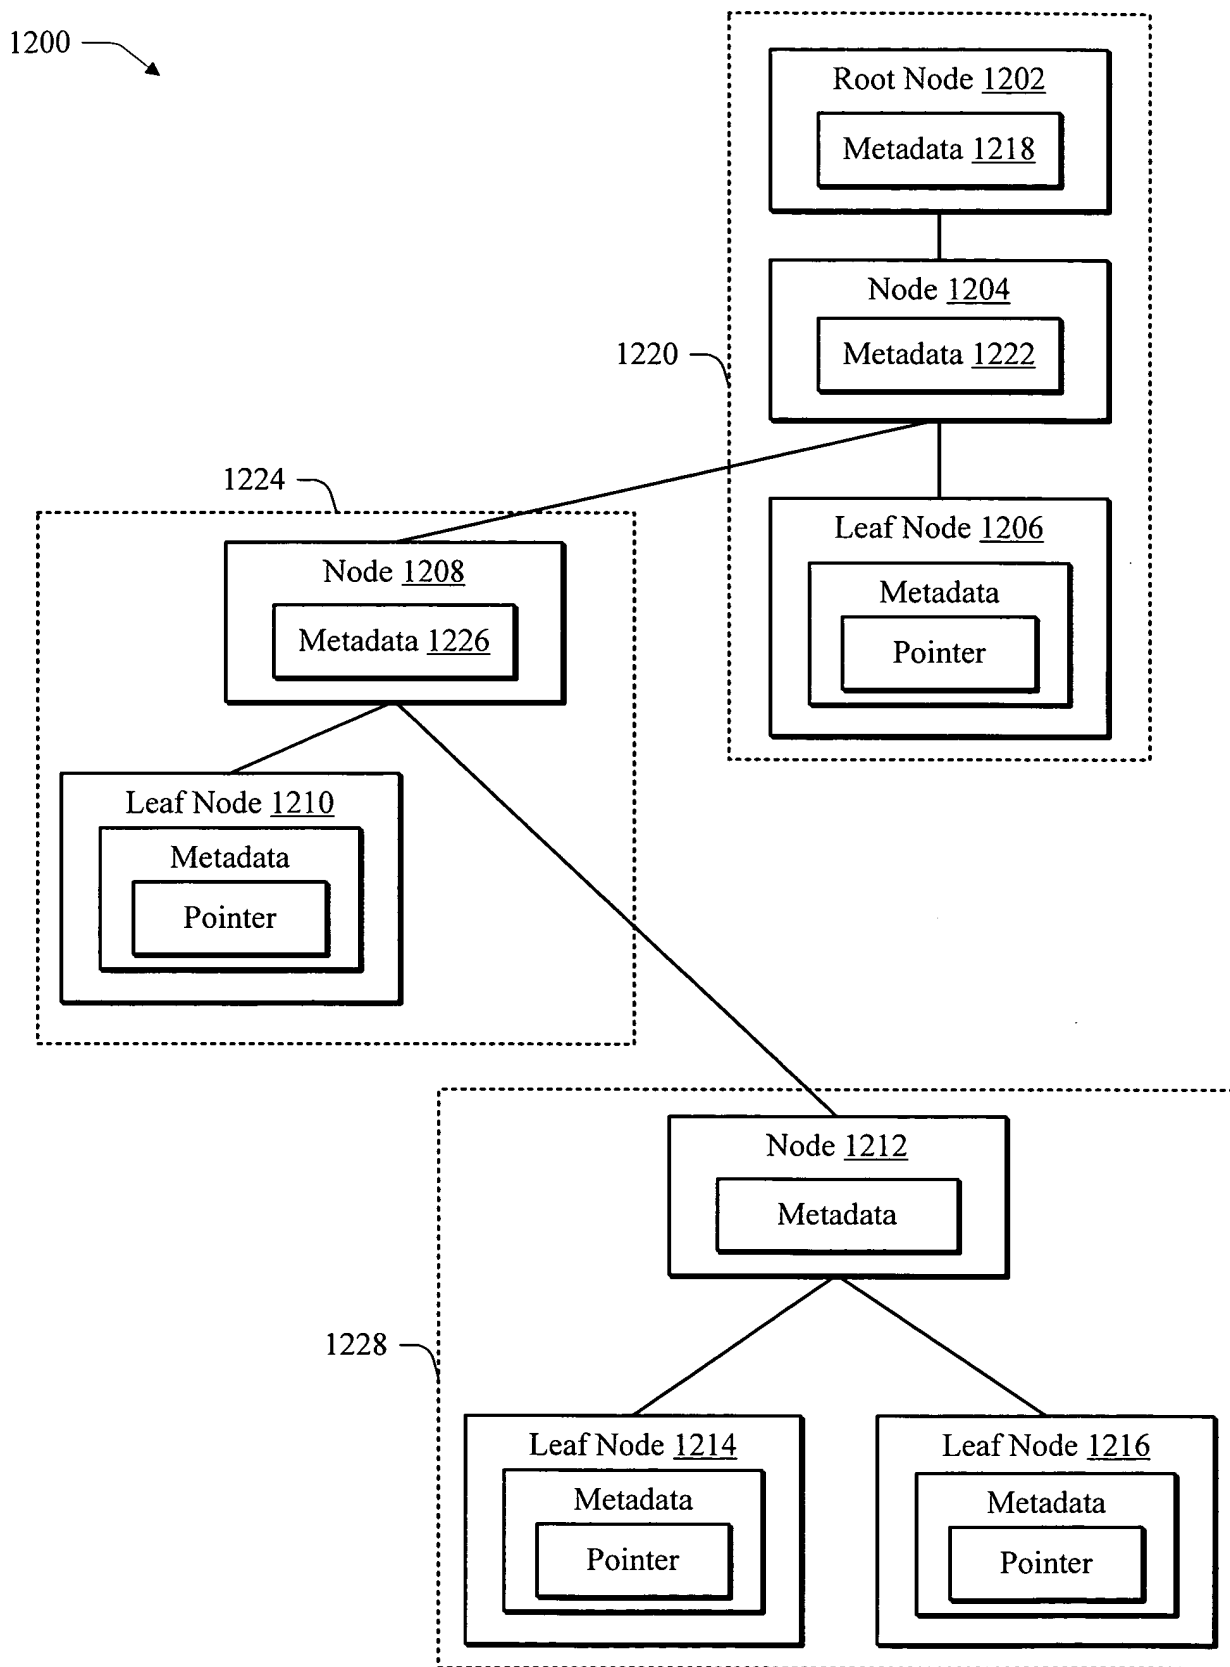 1200
Root Node 1202
Metadata 1218
Node 1204
Metadata 1222
1220
1224
Leaf Node 1206
Metadata
Pointer
Node 1208
Metadata 1226
Leaf Node 1210
Metadata
Pointer
Node 1212
Metadata
1228
Leaf Node 1214
Metadata
Pointer
Leaf Node 1216
Metadata
Pointer